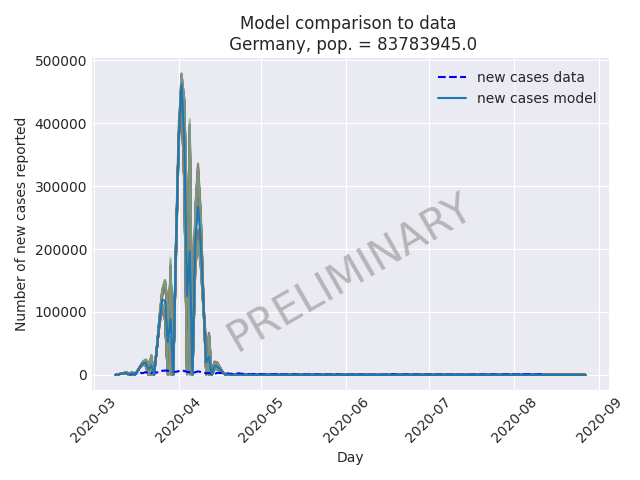 Model comparison to data
Germany, pop. = 83783945.0
500000
400000
300000
200000
100000
0
Number of new cases reported
new cases data
new cases model
PRELIMINARY
2020-03
2020-04
2020-05
2020-06
2020-07
2020-08
2020-09
Day